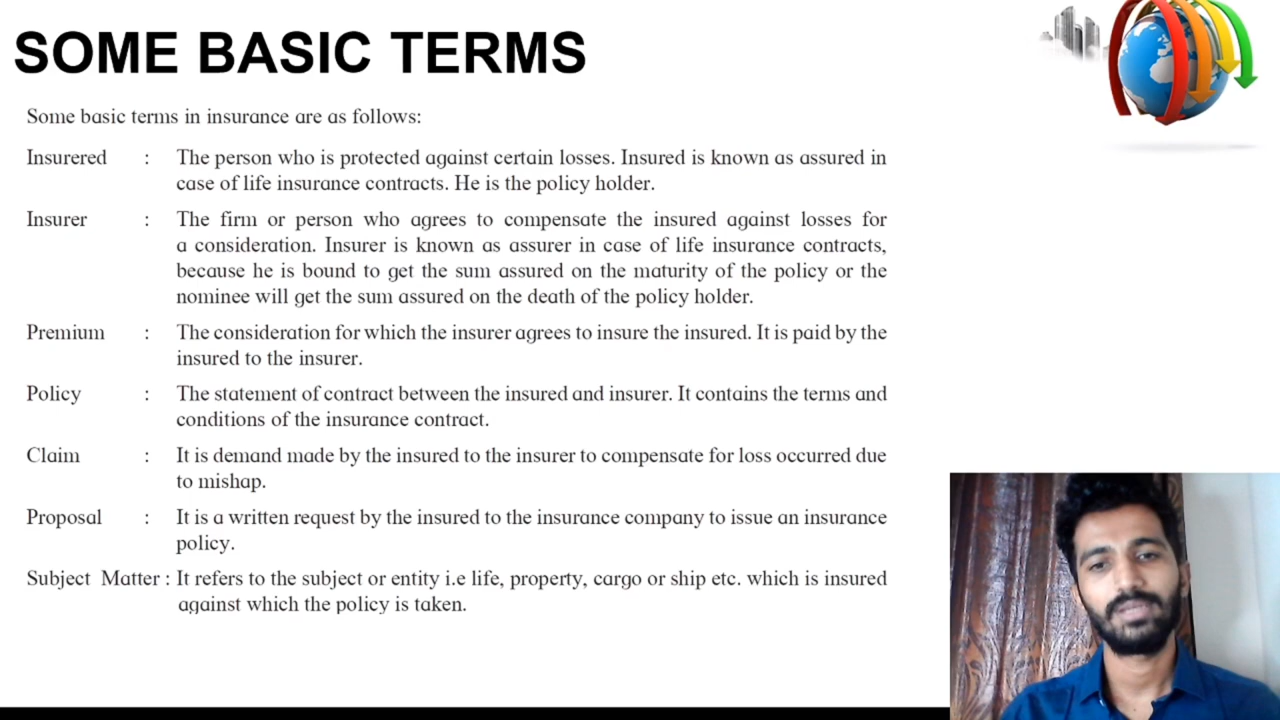 SOME BASIC TERMS
Some basic terms in insurance are as follows:
Insurered : The person who is protected against certain losses. Insured is known as assured in
case of life insurance contracts. He is the policy holder.
Insurer : The firm or person who agrees to compensate the insured against losses for
a consideration. Insurer is known as assurer in case of life insurance contracts,
because he is bound to get the sum assured on the maturity of the policy or the
nominee will get the sum assured on the death of the policy holder.
Premium : The consideration for which the insurer agrees to insure the insured. It is paid by the
insured to the insurer.
Policy : The statement of contract between the insured and insurer. It contains the terms and
conditions of the insurance contract.
Claim : It is demand made by the insured to the insurer to compensate for loss occurred due
to mishap.
Proposal : It is a written request by the insured to the insurance company to issue an insurance
policy.
Subject Matter : It refers to the subject or entity i.e life, property, cargo or ship etc. which is insured
against which the policy is taken.